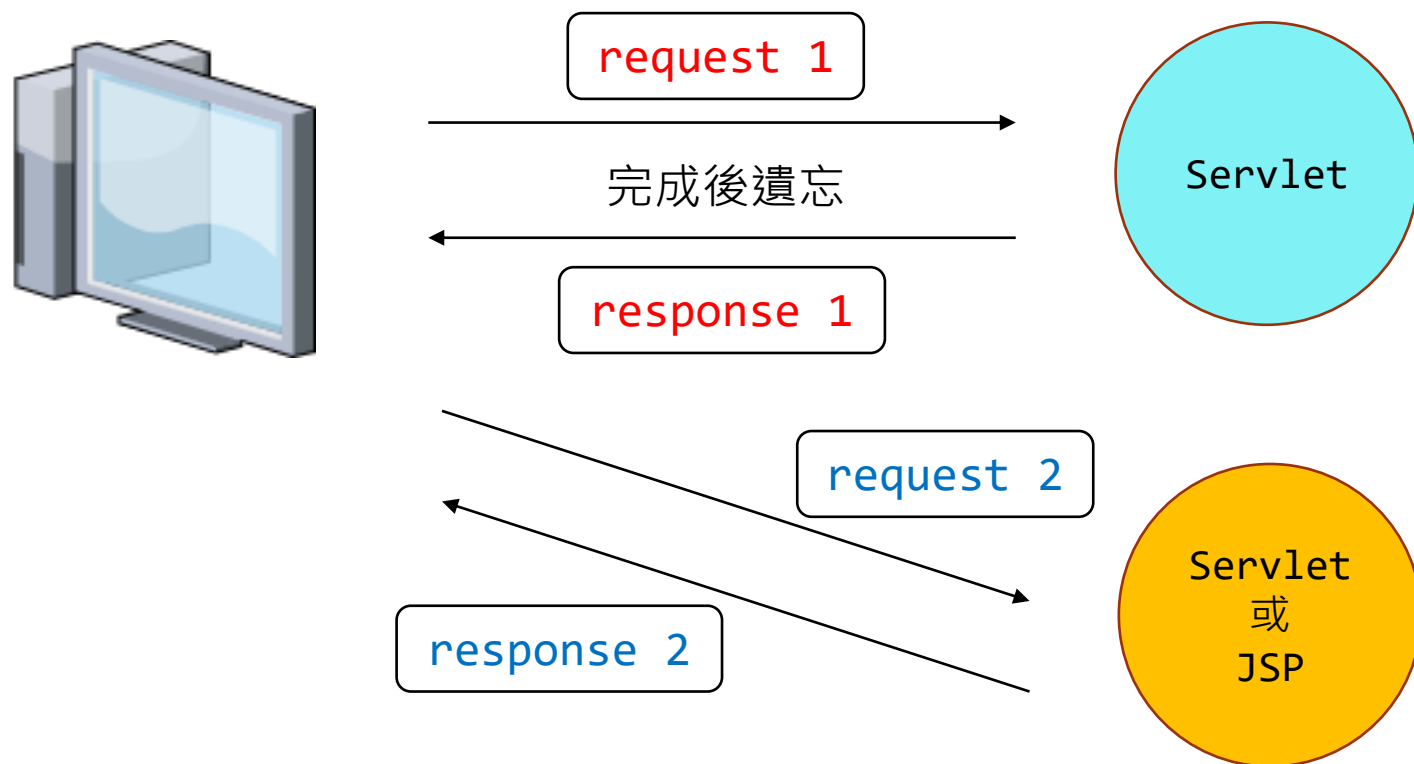 request 1
完成後遺忘
Servlet
response 1
request 2
Servlet
或
JSP
response 2